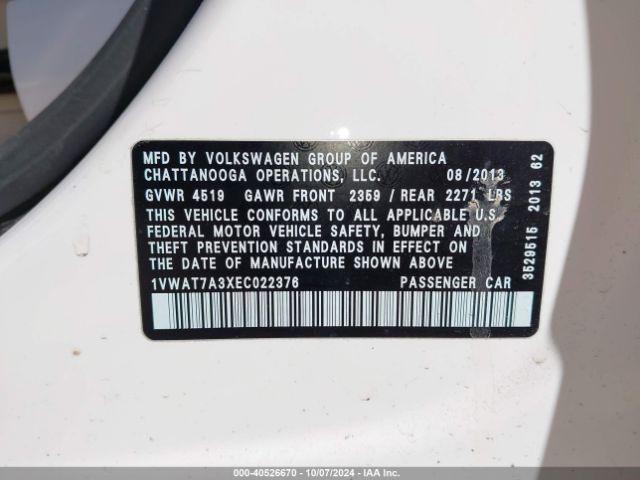 MFD BY VOLKSWAGEN GROUP OF AMERICA
CHATTANOOGA OPERATIONS, LLC. 08/2013
GVWR 4519 GAWR FRONT 2359 / REAR 2271 LBS
THIS VEHICLE CONFORMS TO ALL APPLICABLE U.S.
FEDERAL MOTOR VEHICLE SAFETY, BUMPER AND
THEFT PREVENTION STANDARDS IN EFFECT ON
THE DATE OF MANUFACTURE SHOWN ABOVE
1VWAT7A3XEC022376 PASSENGER CAR
3529515 2013 62
000-40526670 | 10/07/2024 | IAA